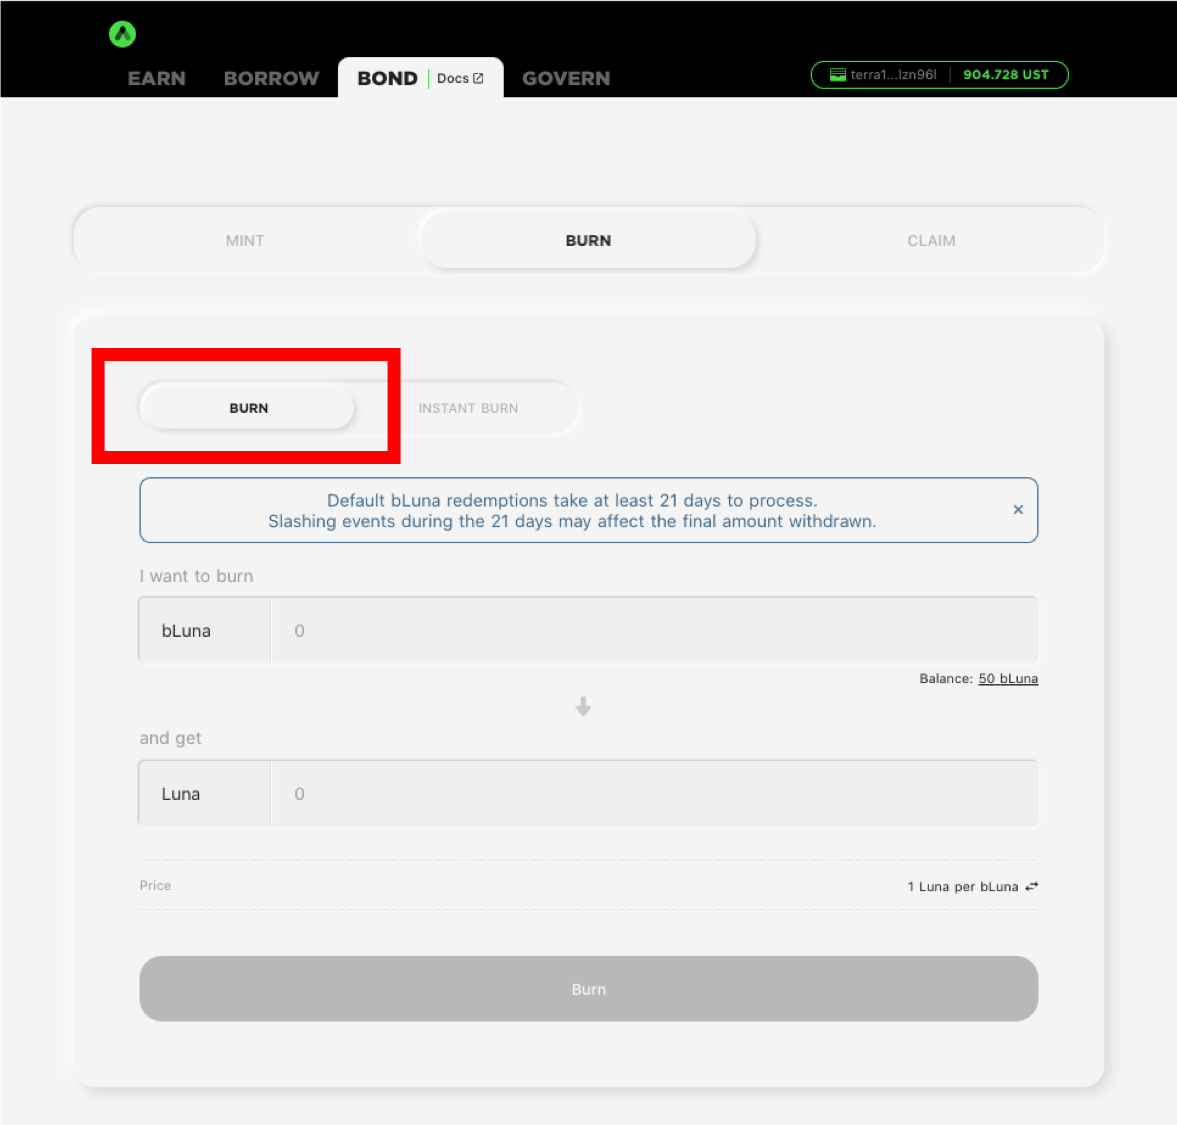 EARN BORROW BOND Docs GOVERN terra1...lzn96l 904.728 UST
MINT BURN CLAIM
BURN INSTANT BURN
Default bLuna redemptions take at least 21 days to process.
Slashing events during the 21 days may affect the final amount withdrawn.
×
I want to burn
bLuna 0
Balance: 50 bLuna
and get
Luna 0
Price 1 Luna per bLuna
Burn